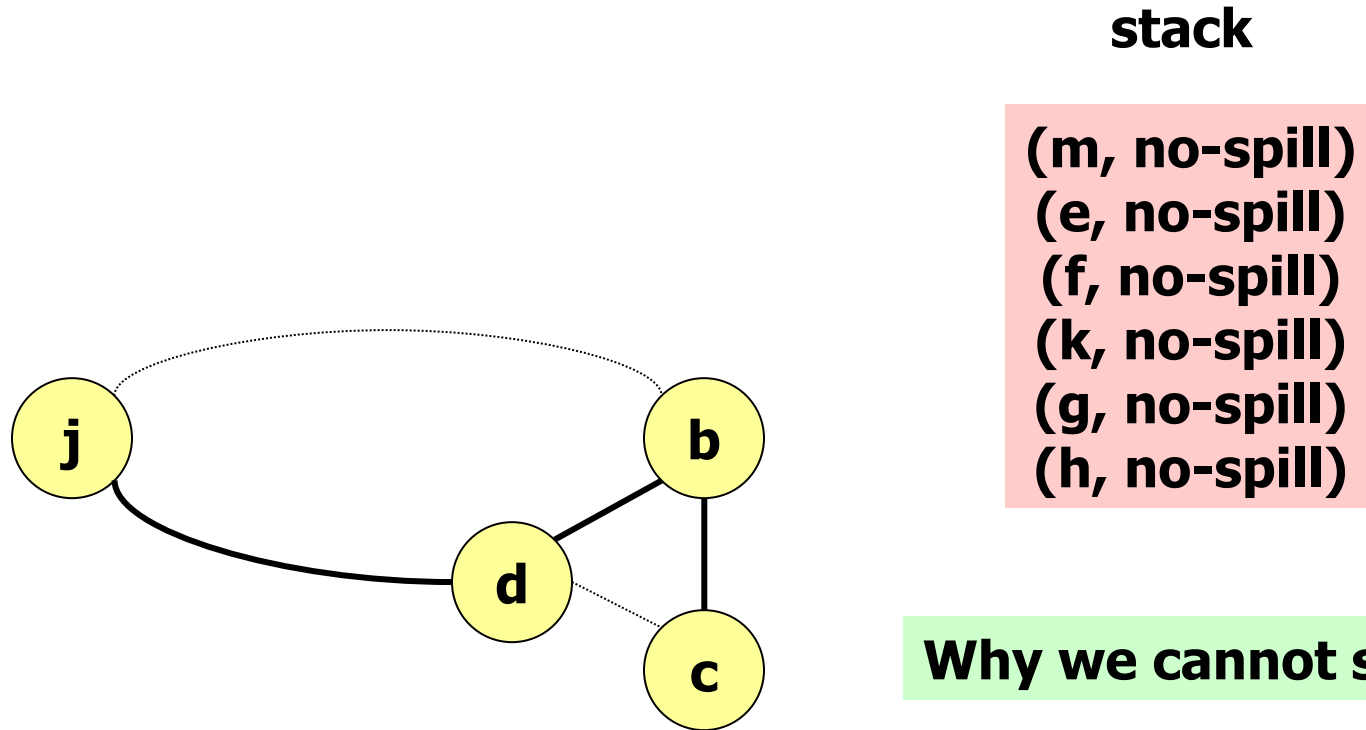 stack
(m, no-spill)
(e, no-spill)
(f, no-spill)
(k, no-spill)
(g, no-spill)
(h, no-spill)
j
b
d
c
Why we cannot s